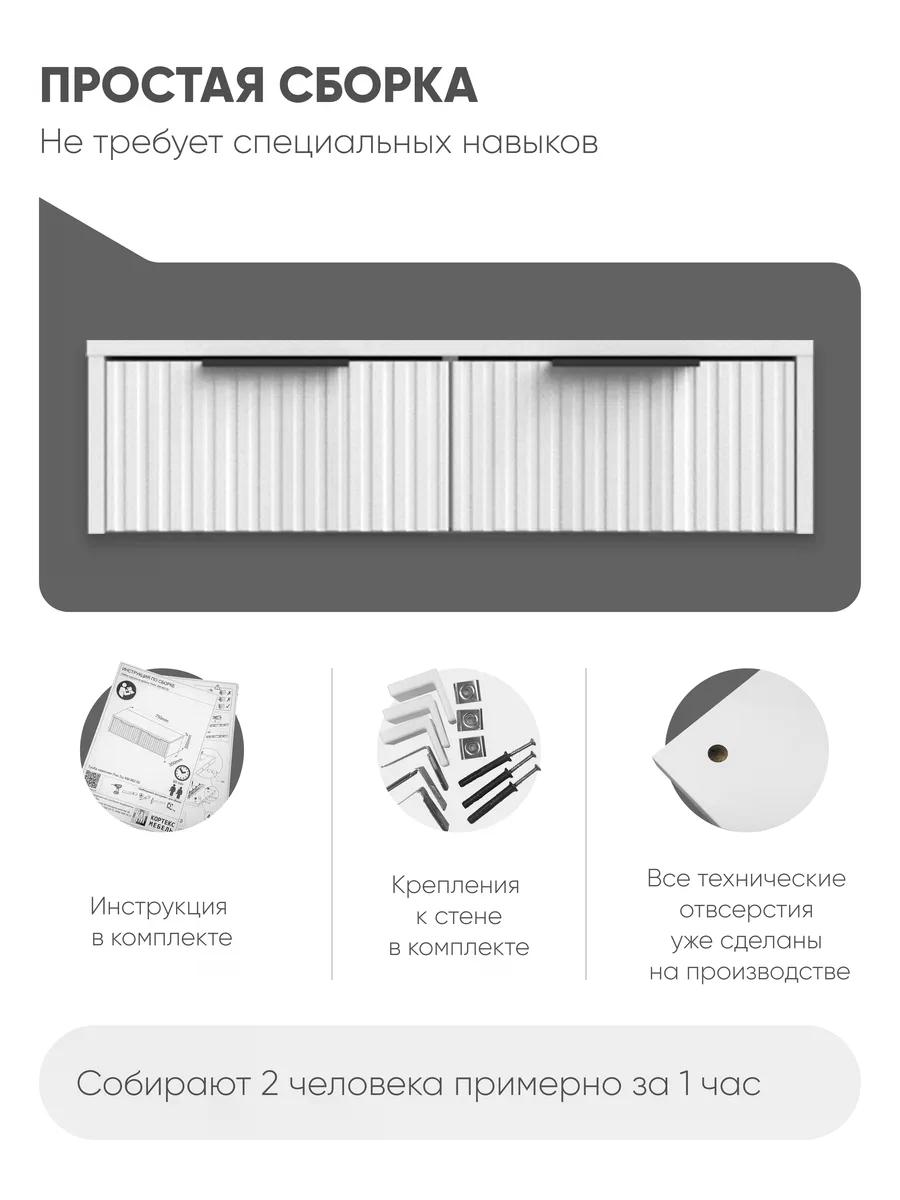 ПРОСТАЯ СБОРКА
Не требует специальных навыков
ИНСТРУКЦИЯ ПО СБОРКЕ
КОРТЕКС
МЕБЕЛЬ
Инструкция
в комплекте
Крепления
к стене
в комплекте
Все технические
отвсерстия
уже сделаны
на производстве
Собирают 2 человека примерно за 1 час